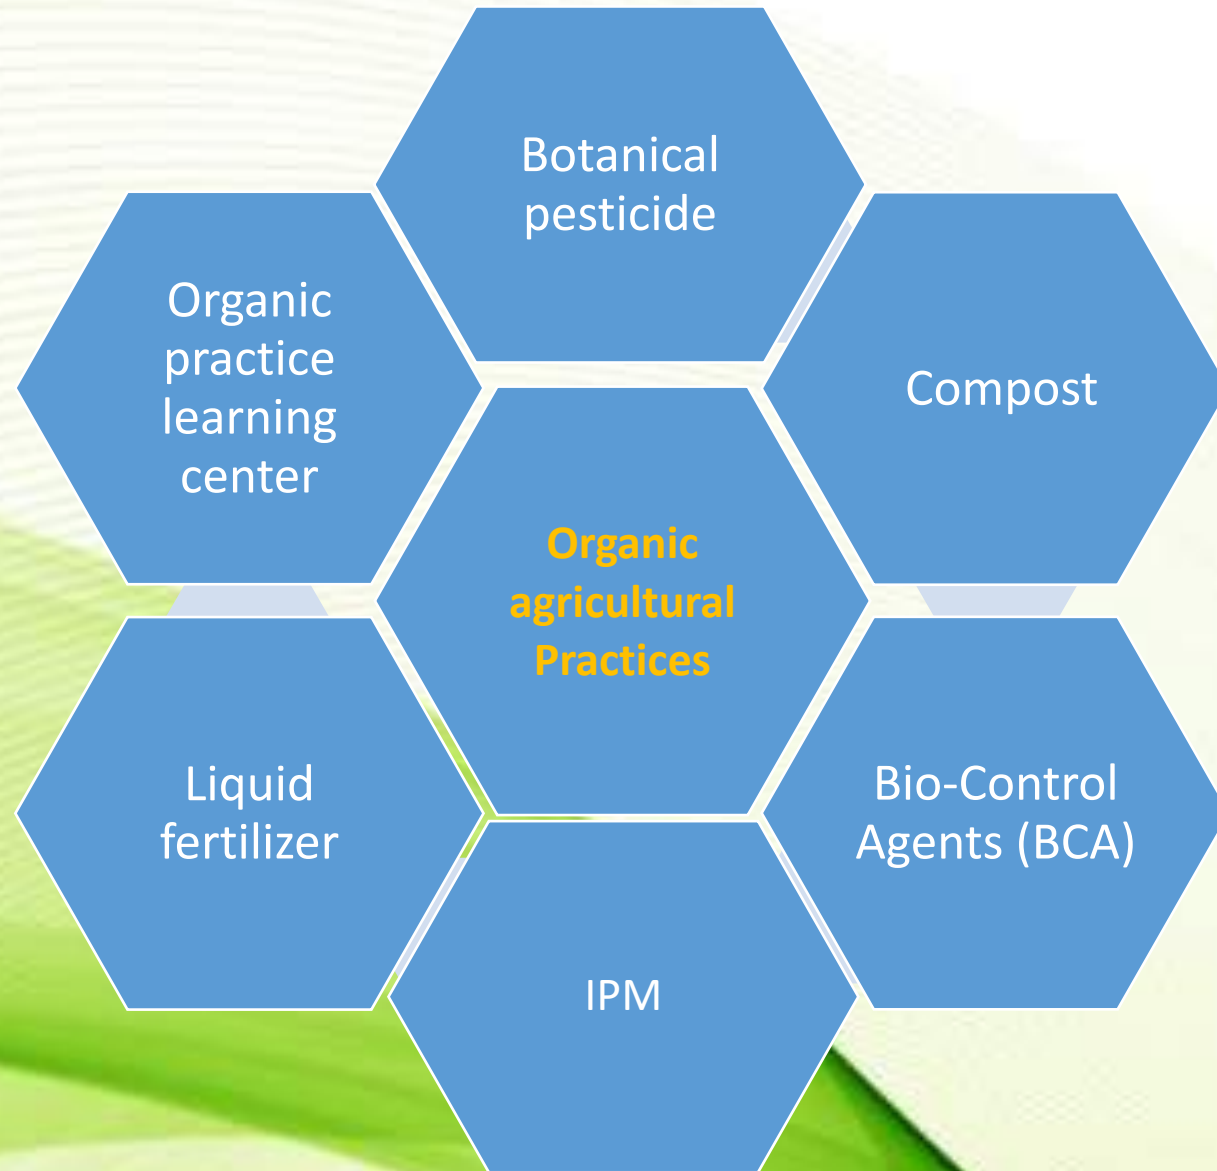 Botanical
pesticide
Organic
practice
learning
center
Compost
Organic
agricultural
Practices
Liquid
fertilizer
Bio-Control
Agents (BCA)
IPM